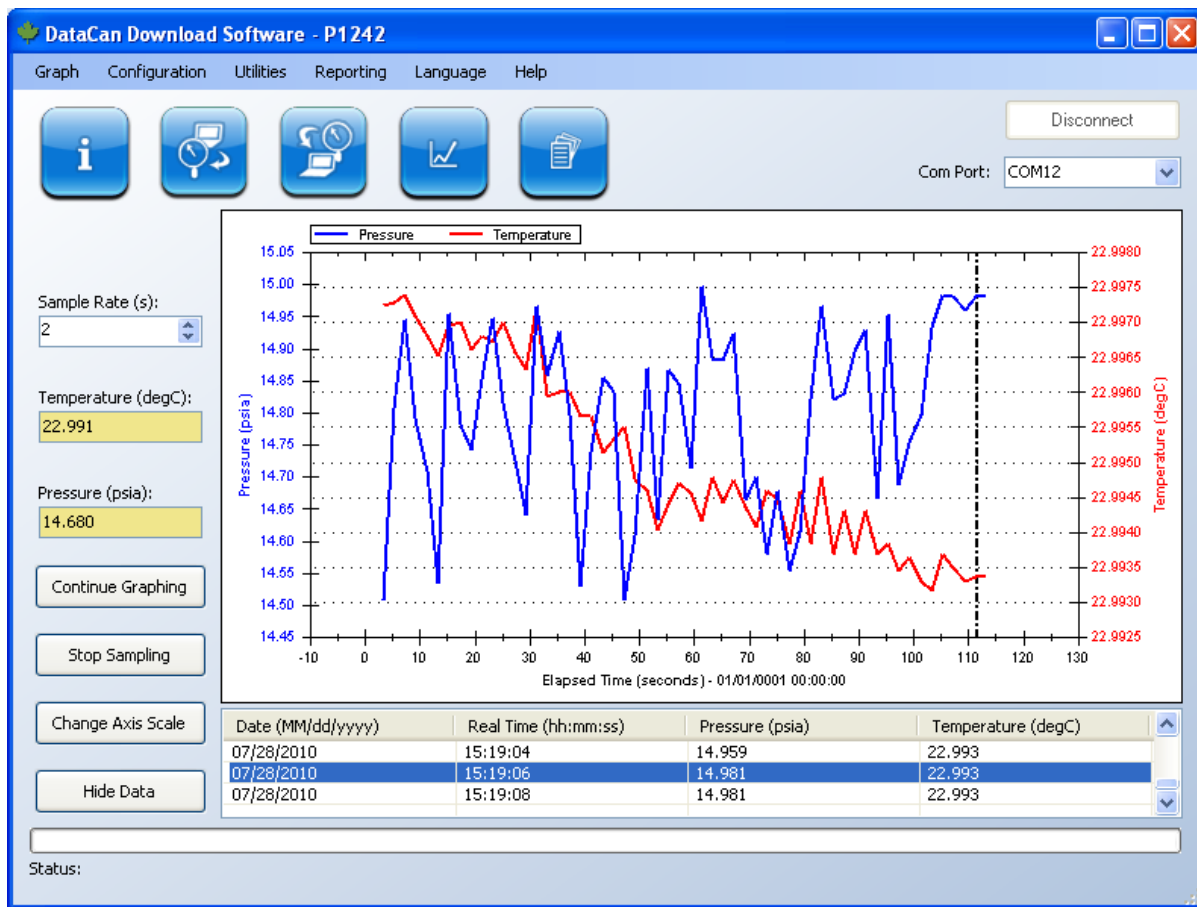 DataCan Download Software - P1242
Graph Configuration Utilities Reporting Language Help
i
Disconnect
Com Port: COM12
Sample Rate (s):
2
Temperature (degC):
22.991
Pressure (psia):
14.680
Continue Graphing
Stop Sampling
Change Axis Scale
Hide Data
Pressure Temperature
Pressure (psia)
15.05
15.00
14.95
14.90
14.85
14.80
14.75
14.70
14.65
14.60
14.55
14.50
14.45
22.9980
22.9975
22.9970
22.9965
22.9960
22.9955
22.9950
22.9945
22.9940
22.9935
22.9930
22.9925
Temperature (degC)
-10 0 10 20 30 40 50 60 70 80 90 100 110 120 130
Elapsed Time (seconds) - 01/01/0001 00:00:00
Date (MM/dd/yyyy) Real Time (hh:mm:ss) Pressure (psia) Temperature (degC)
07/28/2010 15:19:04 14.959 22.993
07/28/2010 15:19:06 14.981 22.993
07/28/2010 15:19:08 14.981 22.993
Status: